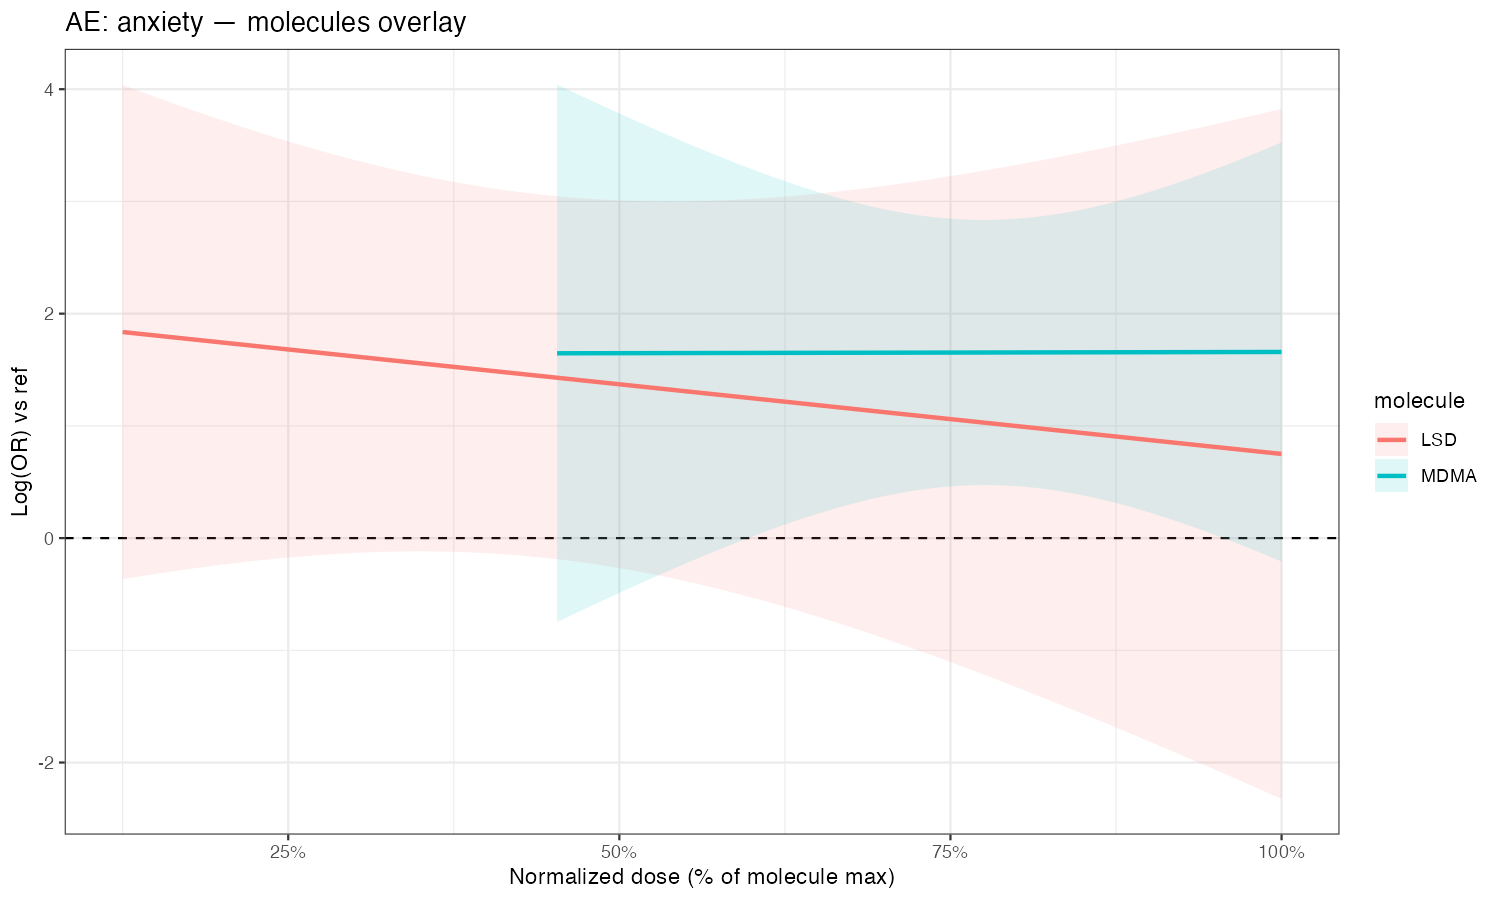 AE: anxiety — molecules overlay
4
2
0
-2
Log(OR) vs ref
25%
50%
75%
100%
Normalized dose (% of molecule max)
molecule
LSD
MDMA